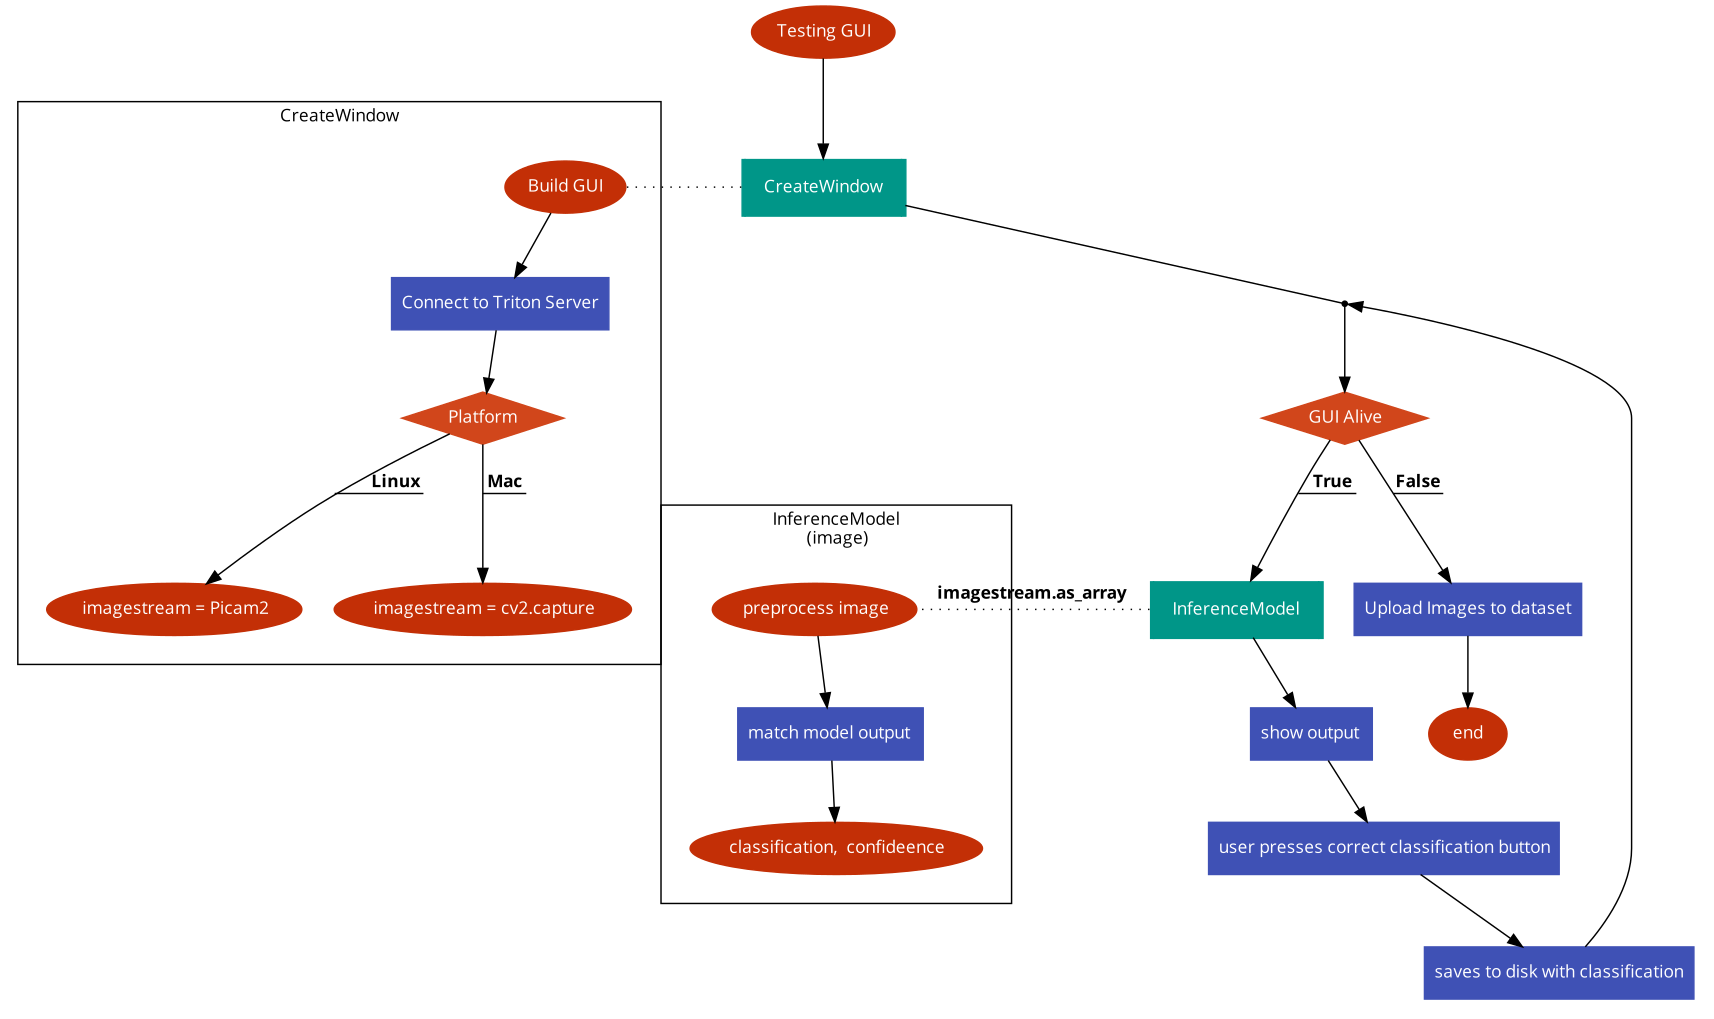 Testing GUI
CreateWindow
Build GUI
CreateWindow
Connect to Triton Server
Platform
GUI Alive
Linux
Mac
True
False
InferenceModel
(image)
imagestream = Picam2
imagestream = cv2.capture
preprocess image
imagestream.as_array
InferenceModel
Upload Images to dataset
match model output
show output
end
classification,  confideence
user presses correct classification button
saves to disk with classification